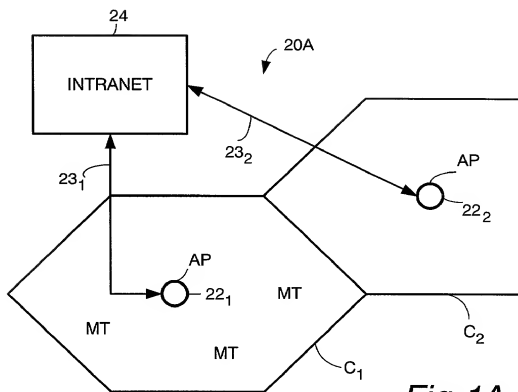 24
20A
INTRANET
23₂
23₁
AP
22₂
AP
22₁
MT
MT
MT
C₁
C₂
Fig. 1A